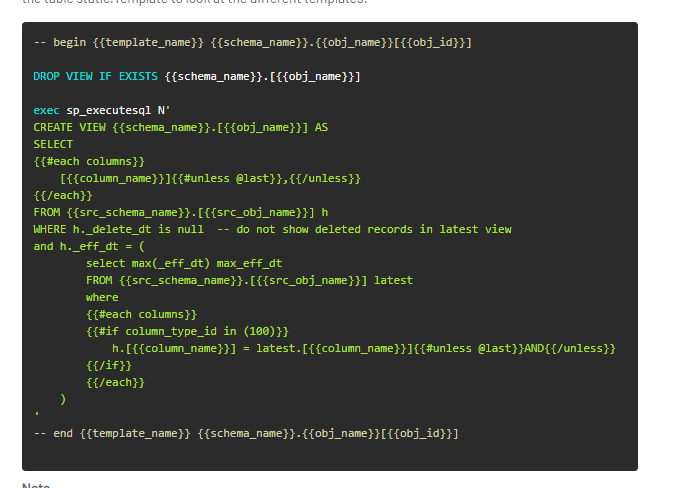 the table static.Template to look at the different templates.
-- begin {{template_name}} {{schema_name}}.{{obj_name}}[{{obj_id}}]
DROP VIEW IF EXISTS {{schema_name}}.[{{obj_name}}]
exec sp_executesql N'
CREATE VIEW {{schema_name}}.[{{obj_name}}] AS
SELECT
{{#each columns}}
    [{{column_name}}]{{#unless @last}},{{/unless}}
{{/each}}
FROM {{src_schema_name}}.[{{src_obj_name}}] h
WHERE h._delete_dt is null  -- do not show deleted records in latest view
and h._eff_dt = (
        select max(_eff_dt) max_eff_dt
        FROM {{src_schema_name}}.[{{src_obj_name}}] latest
        where
        {{#each columns}}
        {{#if column_type_id in (100)}}
            h.[{{column_name}}] = latest.[{{column_name}}]{{#unless @last}}AND{{/unless}}
        {{/if}}
        {{/each}}
    )
'
-- end {{template_name}} {{schema_name}}.{{obj_name}}[{{obj_id}}]
Note